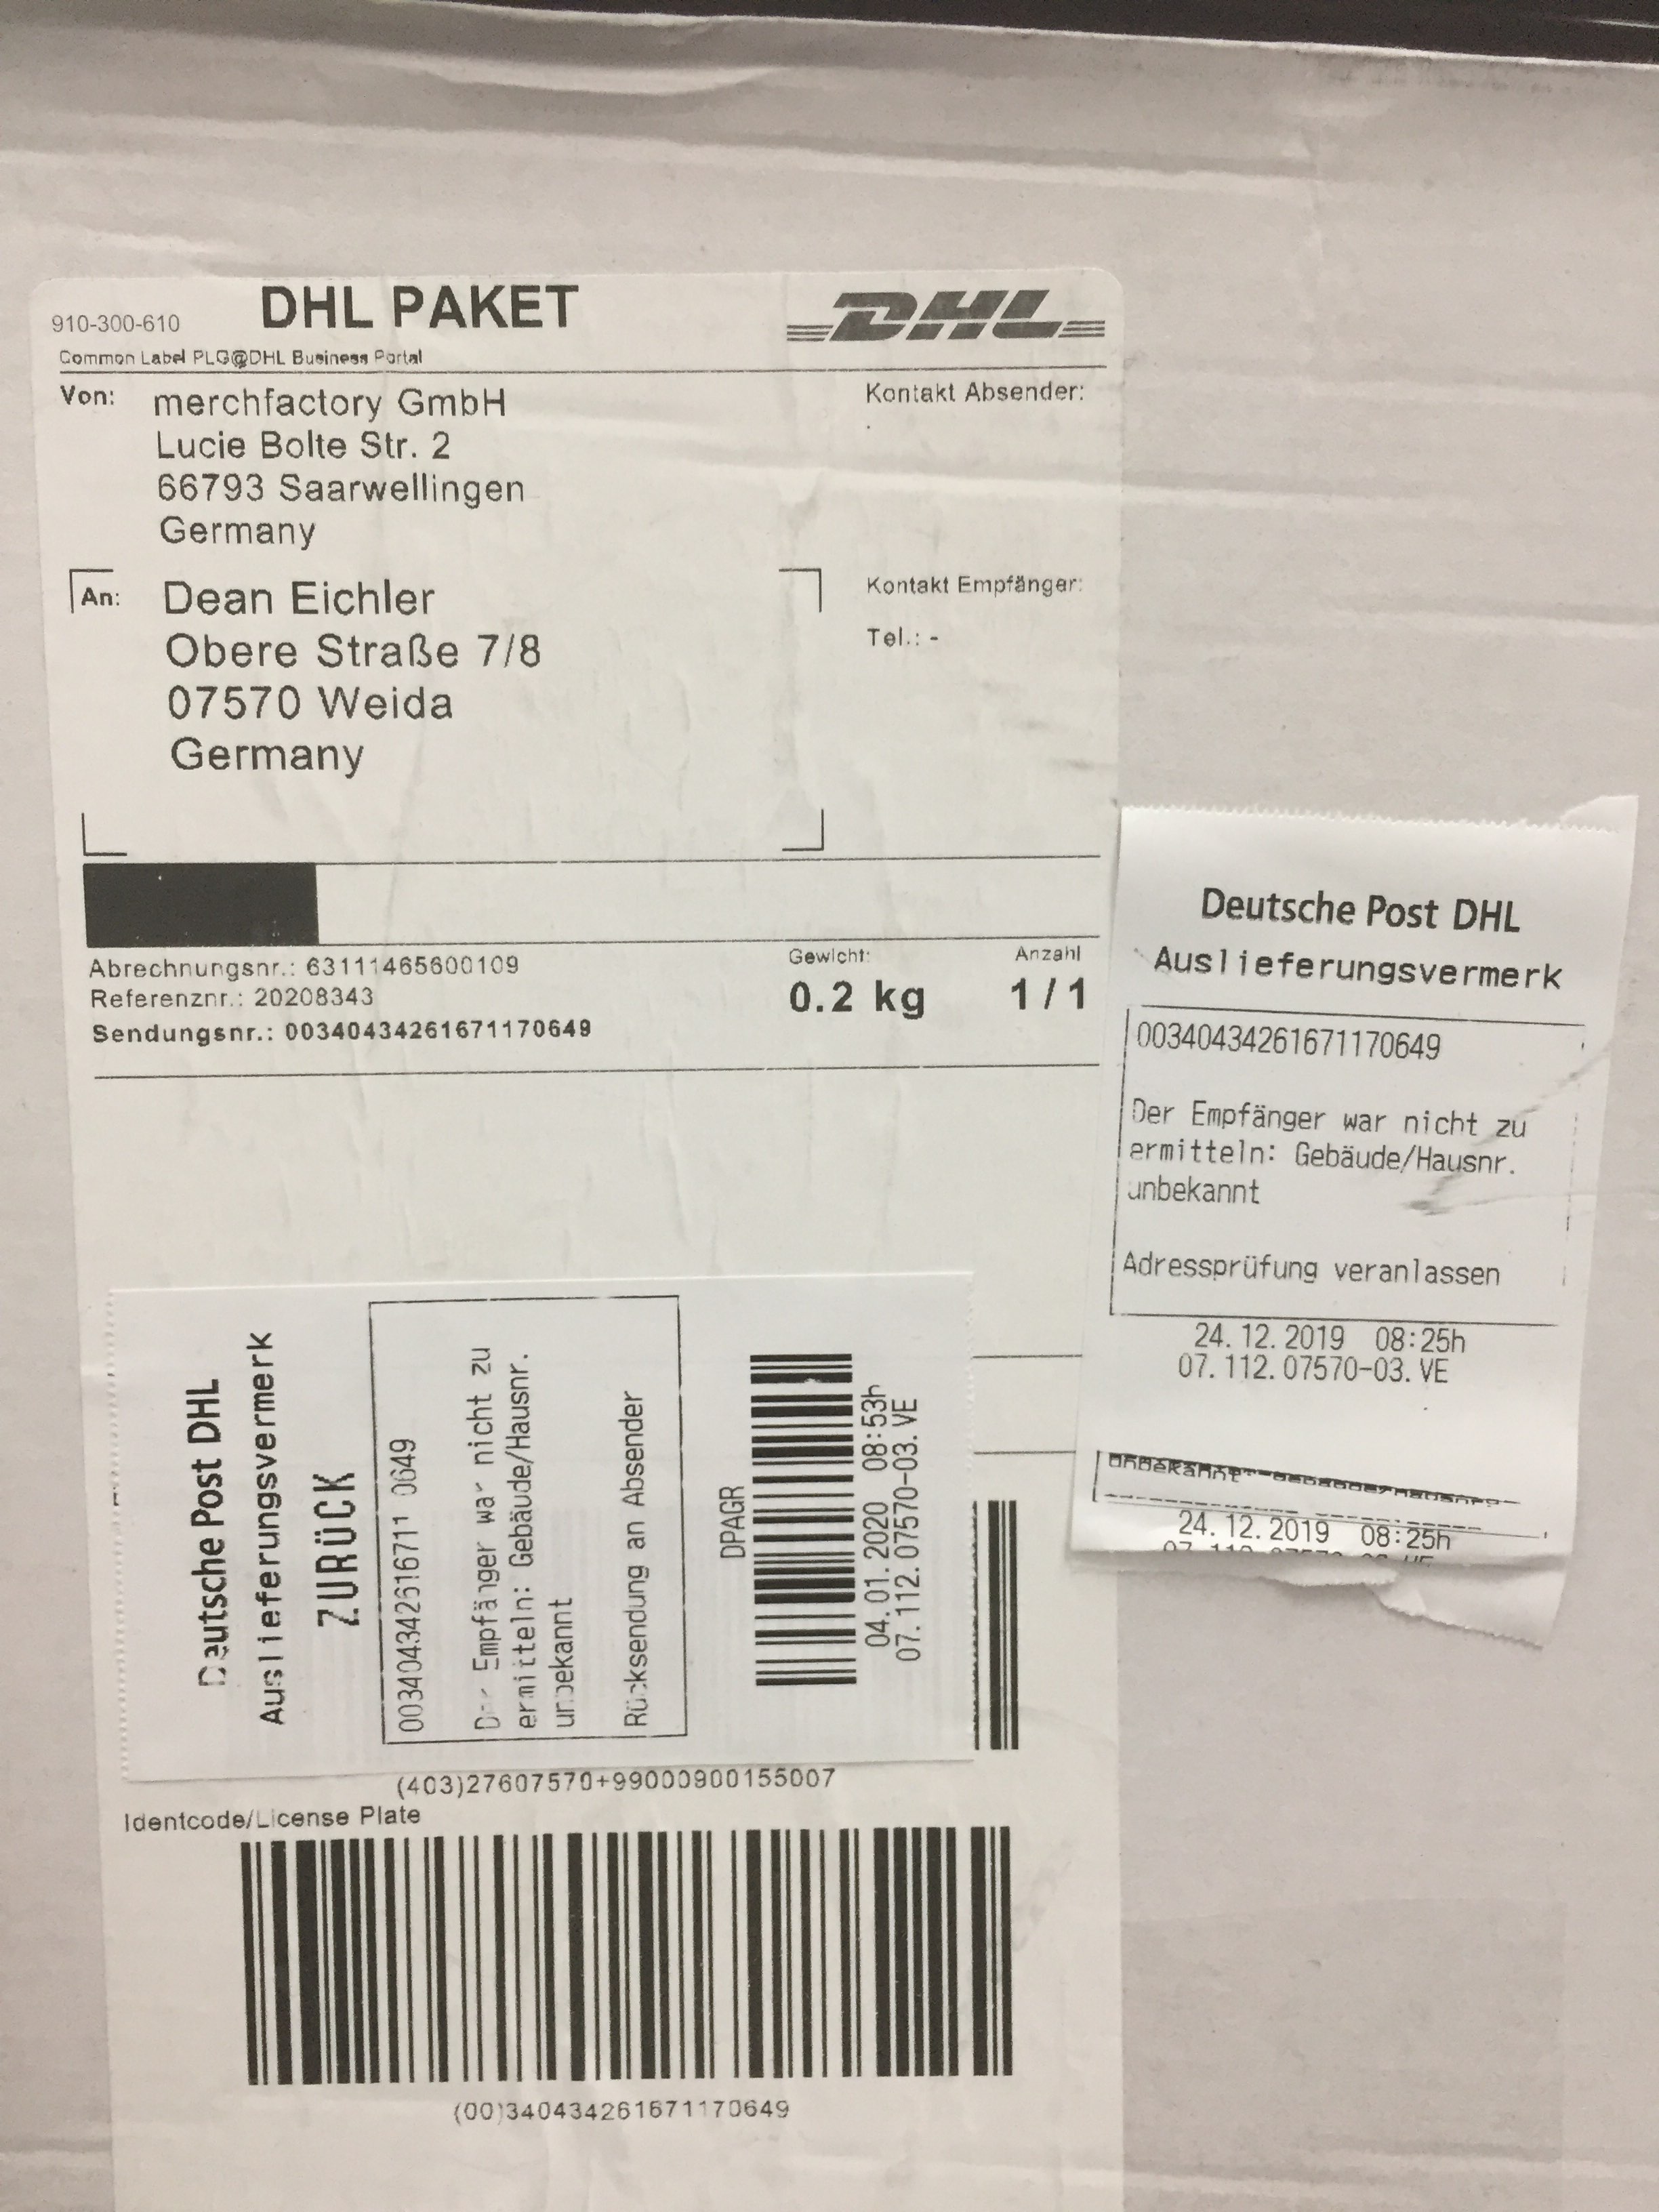 910-300-610 DHL PAKET DHL
Common Label PLG@DHL Business Portal
Von: merchfactory GmbH
Lucie Bolte Str. 2
66793 Saarwellingen
Germany
Kontakt Absender:
An: Dean Eichler
Obere Straße 7/8
07570 Weida
Germany
Kontakt Empfänger:
Tel.: -
Abrechnungsnr.: 63111465600109
Referenznr.: 20208343
Sendungsnr.: 00340434261671170649
Gewicht: Anzahl
0.2 kg 1/1
Deutsche Post DHL
Auslieferungsvermerk
00340434261671170649
Der Empfänger war nicht zu
ermitteln: Gebäude/Hausnr.
unbekannt
Adressprüfung veranlassen
24.12.2019 08:25h
07.112.07570-03.VE
unbekannt
24.12.2019 08:25h
Deutsche Post DHL
Auslieferungsvermerk
ZURÜCK
003404342616711 0649
Der Empfänger war nicht zu
ermitteln: Gebäude/Hausnr.
unbekannt
Rücksendung an Absender
DPAGR
04.01.2020 08:53h
07.112.07570-03.VE
(403)27607570+99000900155007
Identcode/License Plate
(00)340434261671170649